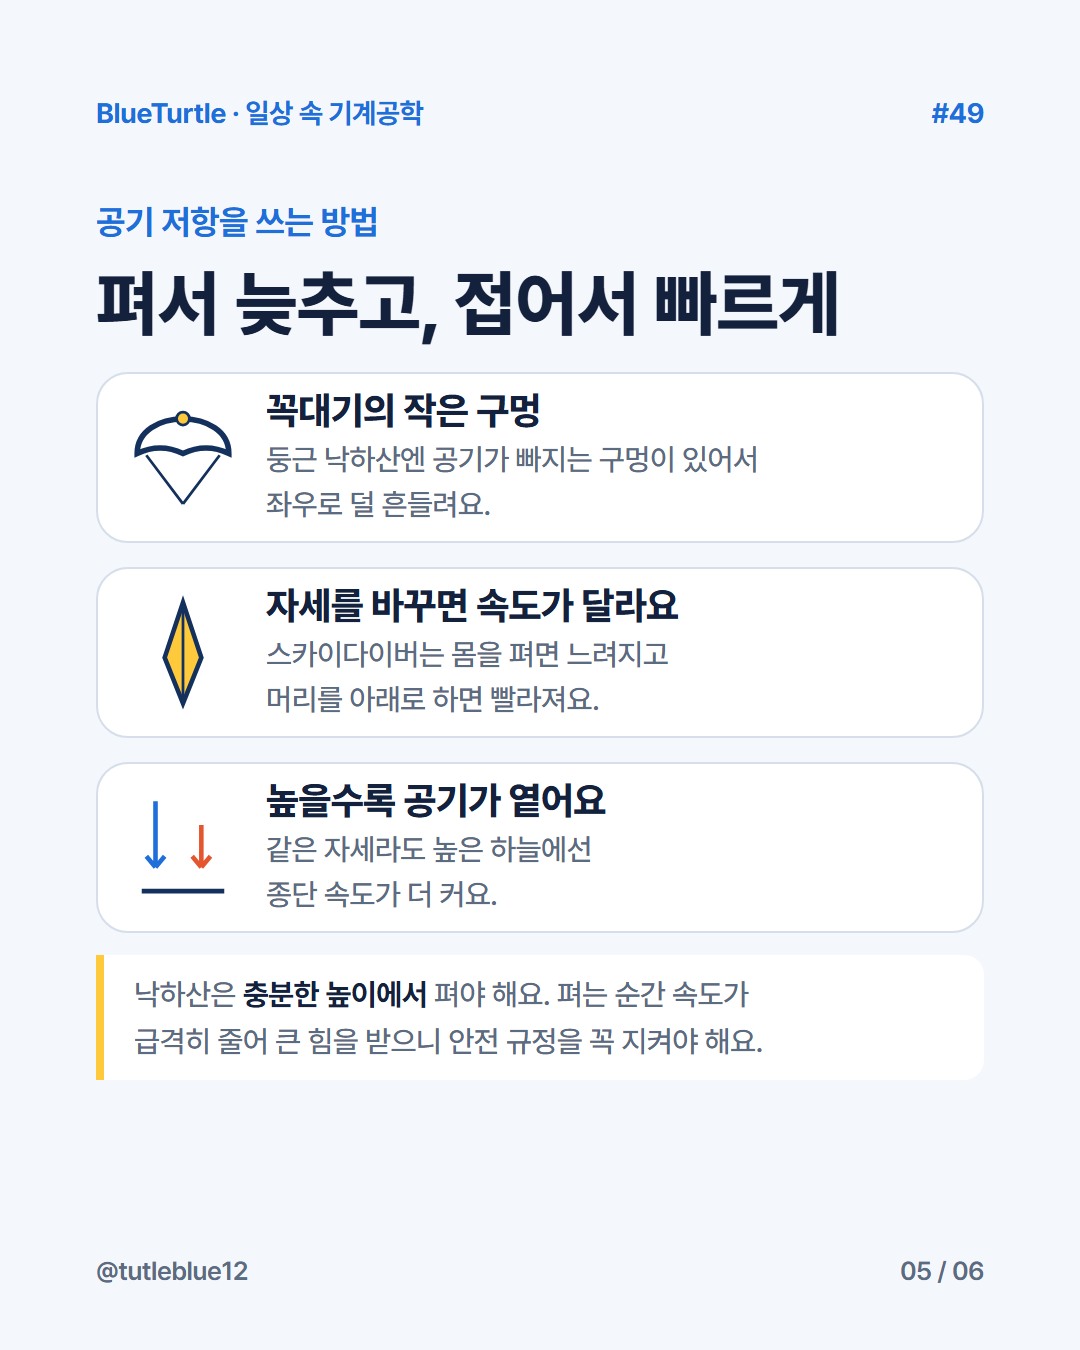 BlueTurtle · 일상 속 기계공학
#49
공기 저항을 쓰는 방법
펴서 늦추고, 접어서 빠르게
꼭대기의 작은 구멍
둥근 낙하산엔 공기가 빠지는 구멍이 있어서
좌우로 덜 흔들려요.
자세를 바꾸면 속도가 달라요
스카이다이버는 몸을 펴면 느려지고
머리를 아래로 하면 빨라져요.
높을수록 공기가 옅어요
같은 자세라도 높은 하늘에선
종단 속도가 더 커요.
낙하산은 충분한 높이에서 펴야 해요. 펴는 순간 속도가
급격히 줄어 큰 힘을 받으니 안전 규정을 꼭 지켜야 해요.
@tutleblue12
05 / 06